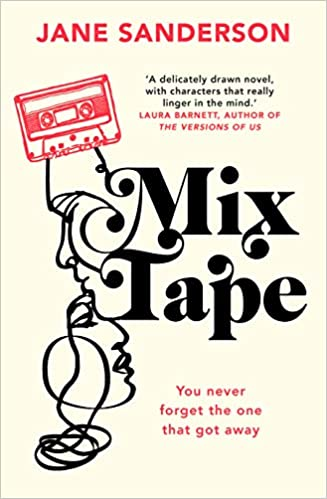 JANE SANDERSON
‘A delicately drawn novel,
with characters that really
linger in the mind.’
LAURA BARNETT, AUTHOR OF
THE VERSIONS OF US
Mix
Tape
You never
forget the one
that got away